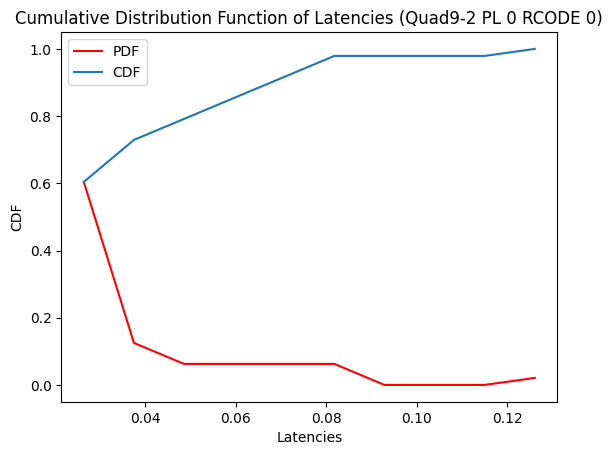 Cumulative Distribution Function of Latencies (Quad9-2 PL 0 RCODE 0)
PDF
CDF
1.0
0.8
0.6
0.4
0.2
0.0
CDF
0.04
0.06
0.08
0.10
0.12
Latencies